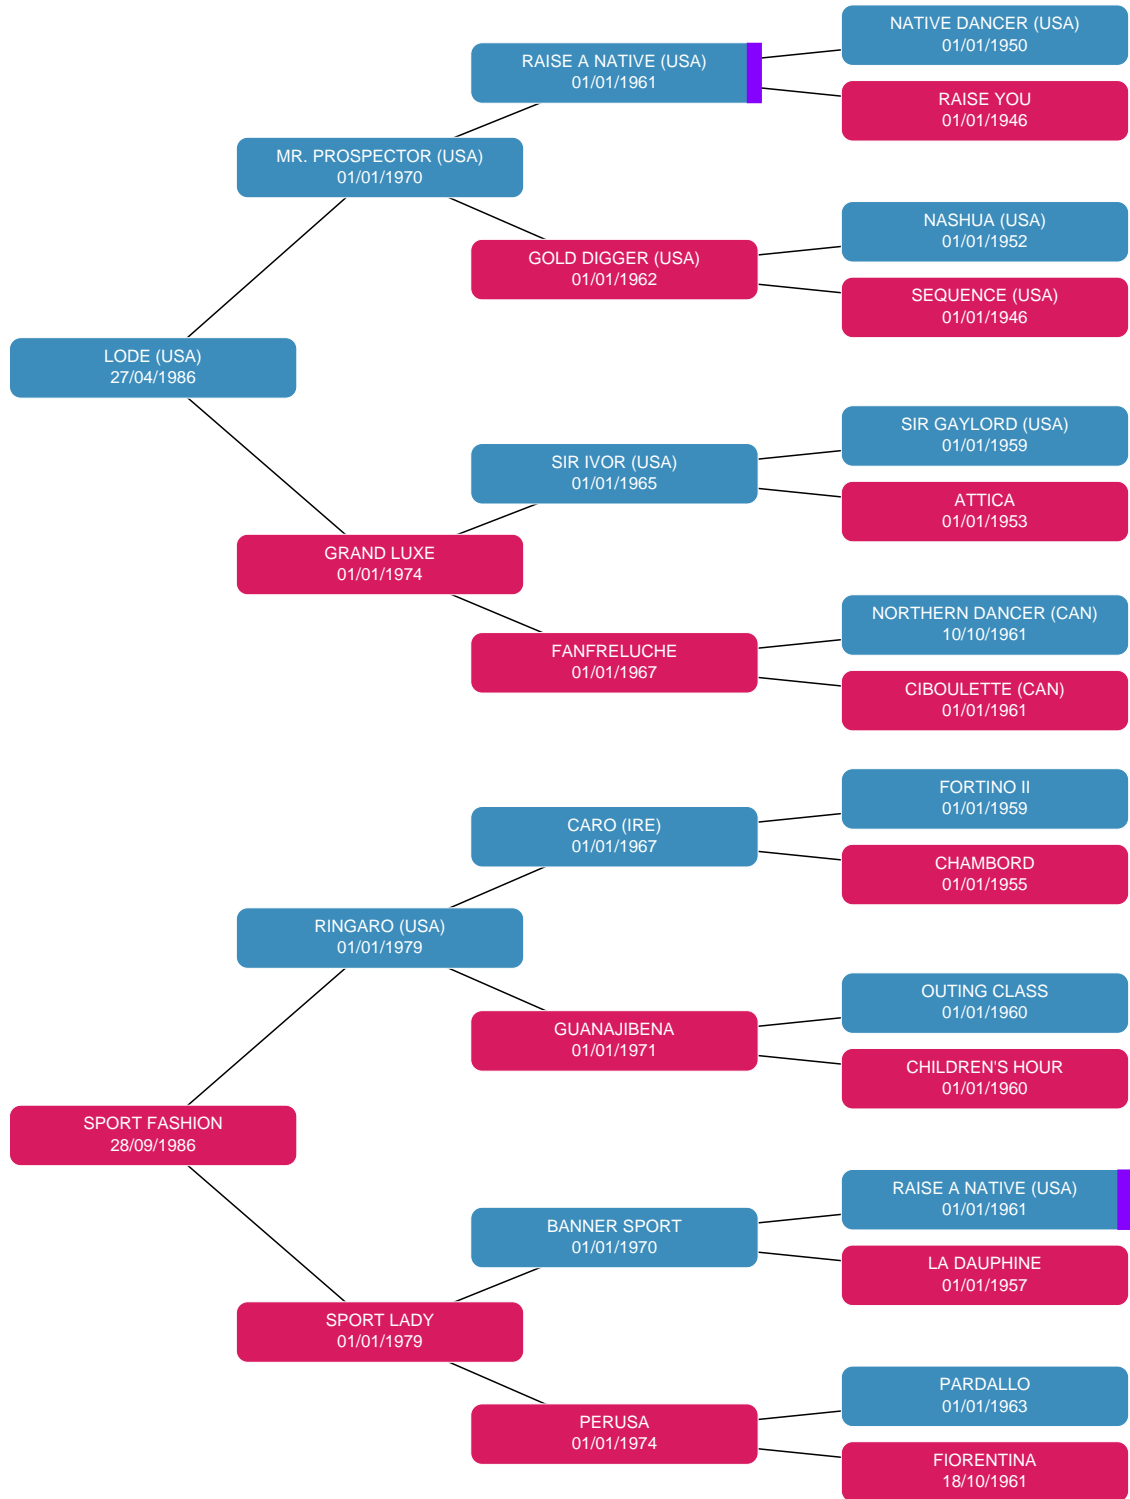 NATIVE DANCER (USA)
01/01/1950
RAISE A NATIVE (USA)
01/01/1961
RAISE YOU
01/01/1946
MR. PROSPECTOR (USA)
01/01/1970
NASHUA (USA)
01/01/1952
GOLD DIGGER (USA)
01/01/1962
SEQUENCE (USA)
01/01/1946
LODE (USA)
27/04/1986
SIR GAYLORD (USA)
01/01/1959
SIR IVOR (USA)
01/01/1965
ATTICA
01/01/1953
GRAND LUXE
01/01/1974
NORTHERN DANCER (CAN)
10/10/1961
FANFRELUCHE
01/01/1967
CIBOULETTE (CAN)
01/01/1961
FORTINO II
01/01/1959
CARO (IRE)
01/01/1967
CHAMBORD
01/01/1955
RINGARO (USA)
01/01/1979
OUTING CLASS
01/01/1960
GUANAJIBENA
01/01/1971
CHILDREN'S HOUR
01/01/1960
SPORT FASHION
28/09/1986
RAISE A NATIVE (USA)
01/01/1961
BANNER SPORT
01/01/1970
LA DAUPHINE
01/01/1957
SPORT LADY
01/01/1979
PARDALLO
01/01/1963
PERUSA
01/01/1974
FIORENTINA
18/10/1961